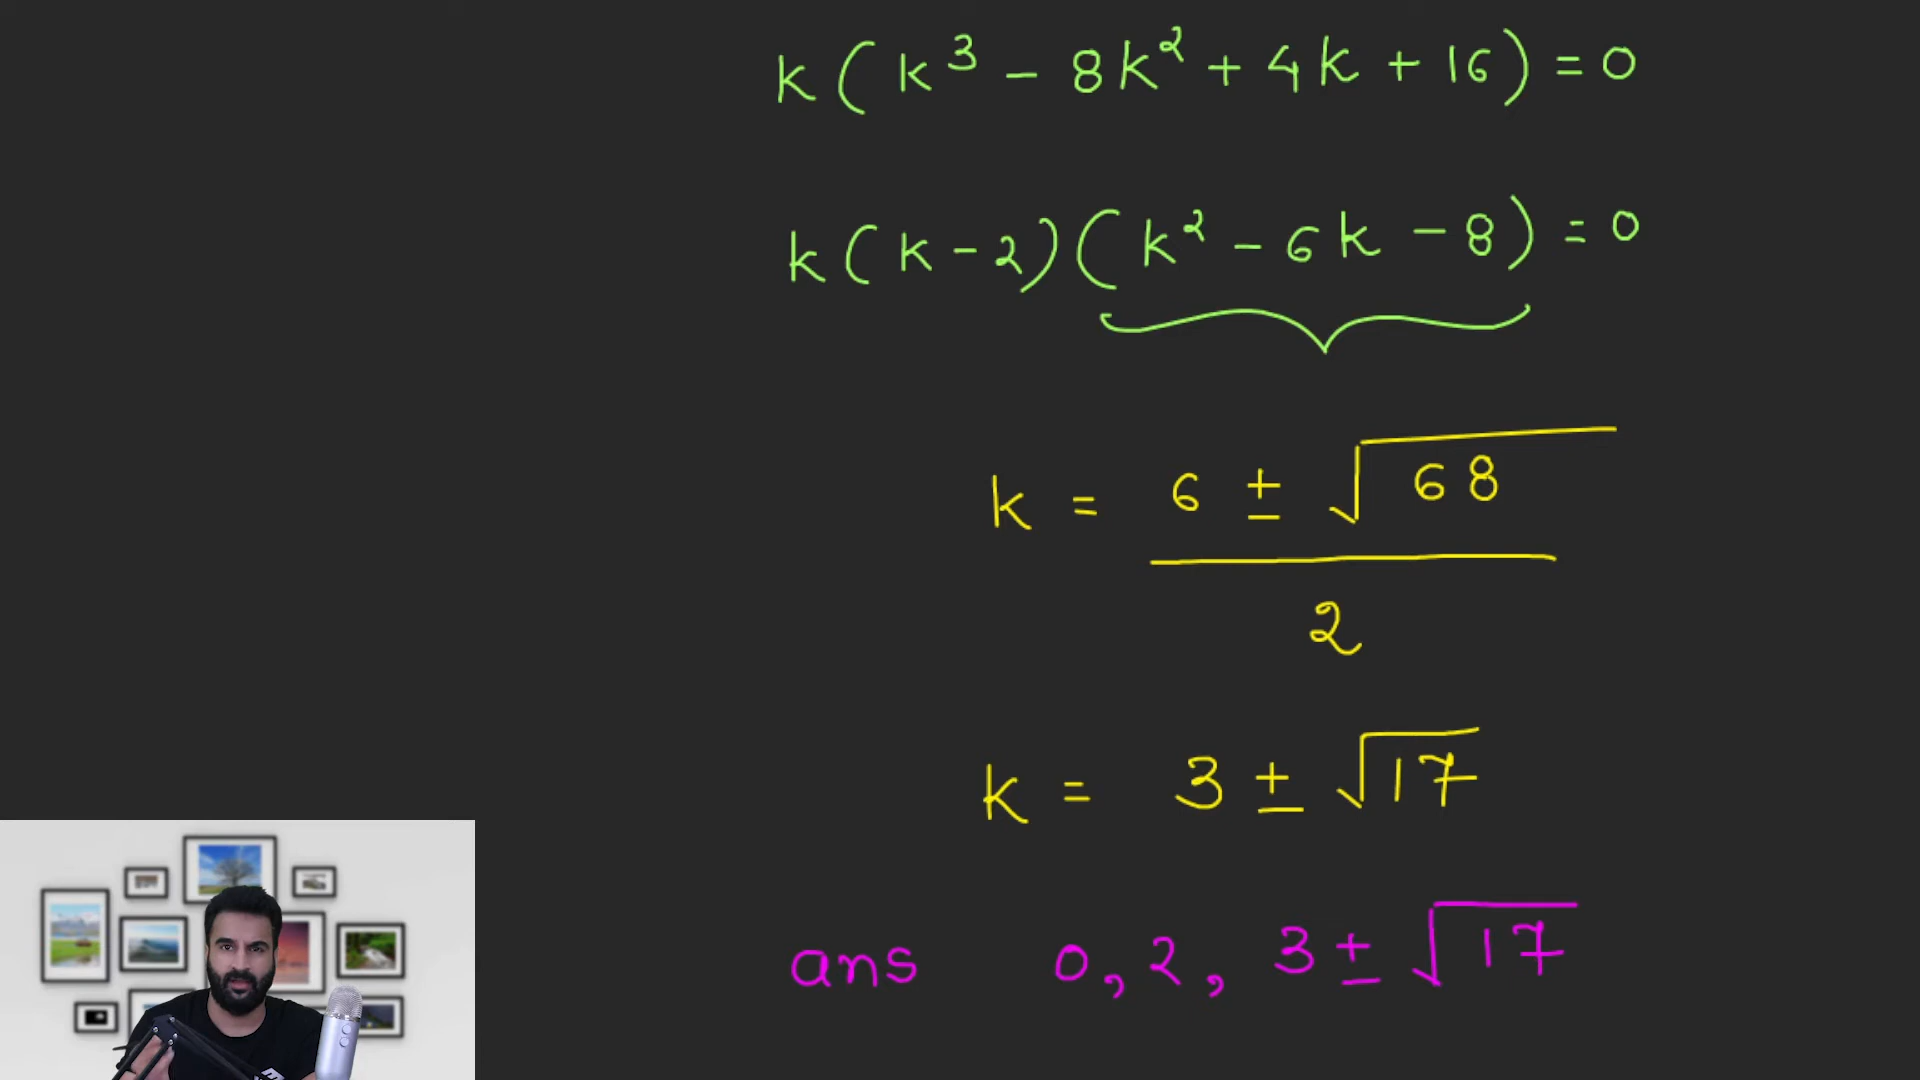 k(k³ - 8k² + 4k + 16) = 0
k(k - 2)(k² - 6k - 8) = 0
k = 6 ± √68
2
k = 3 ± √17
ans 0, 2, 3 ± √17